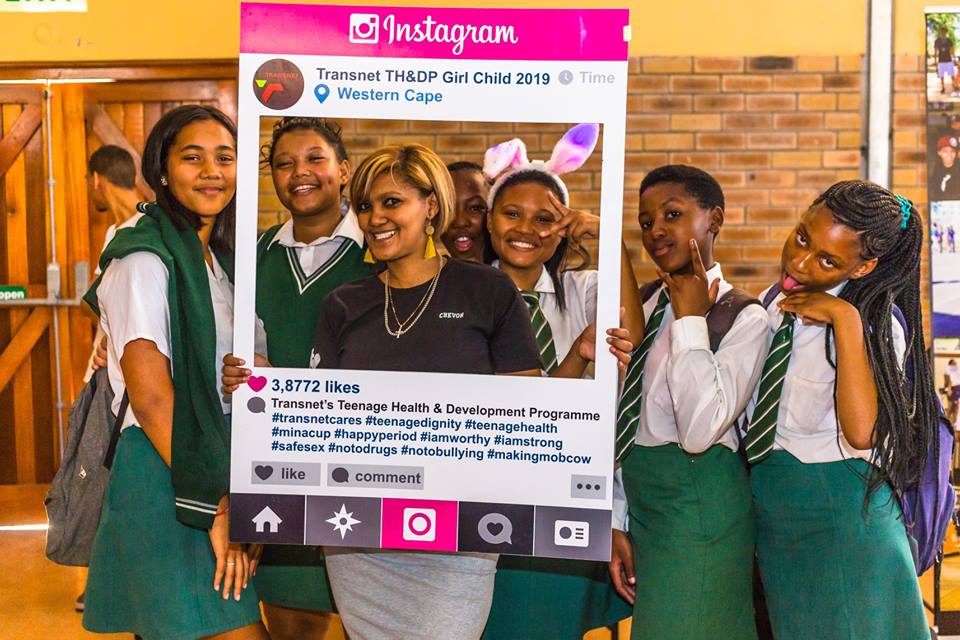 Instagram
Transnet TH&DP Girl Child 2019 Time
Western Cape
TRANSNET
CHEVON
3,8772 likes
Transnet's Teenage Health & Development Programme
#transnetcares #teenagedignity #teenagehealth
#minacup #happyperiod #iamworthy #iamstrong
#safesex #notodrugs #notobullying #makingmobcow
like comment
open